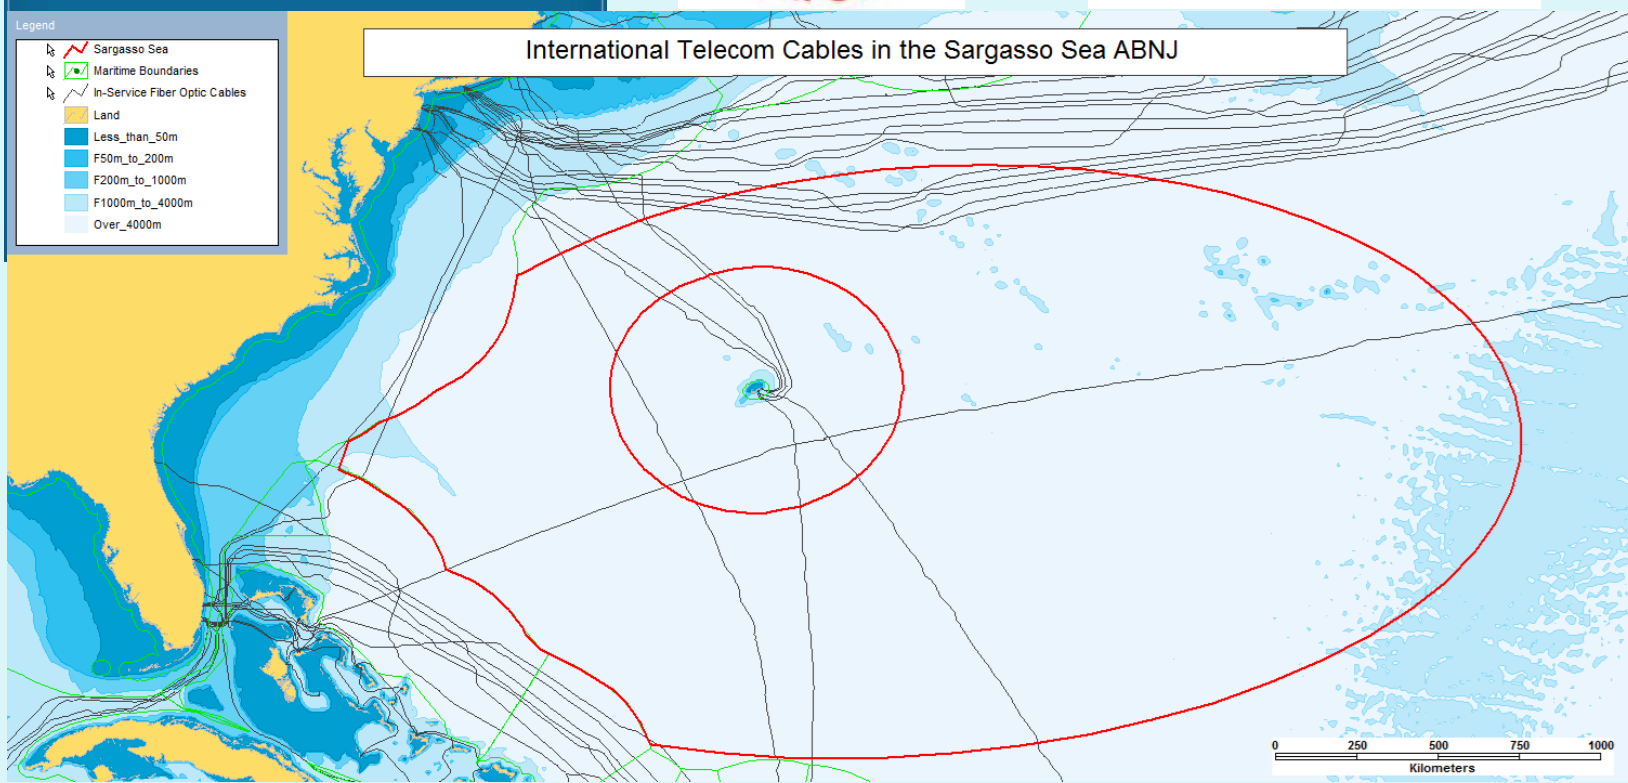 International Telecom Cables in the Sargasso Sea ABNJ
Legend
Sargasso Sea
Maritime Boundaries
In-Service Fiber Optic Cables
Land
Less_than_50m
F50m_to_200m
F200m_to_1000m
F1000m_to_4000m
Over_4000m
0 250 500 750 1000
Kilometers